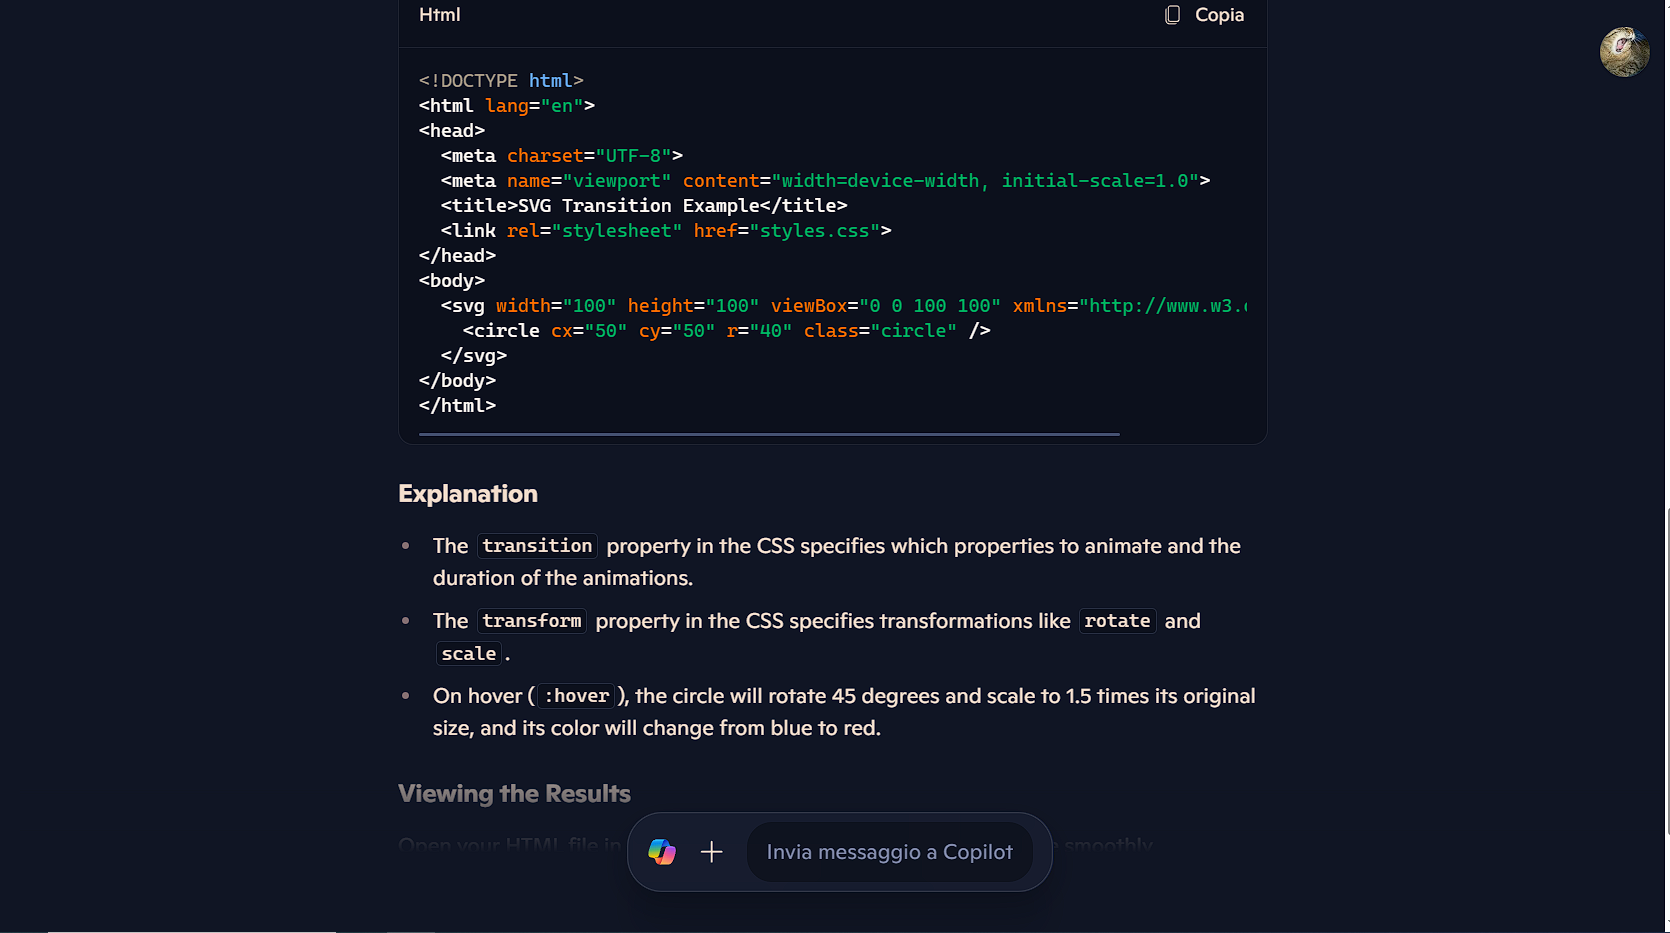 Html
Copia
<!DOCTYPE html>
<html lang="en">
<head>
  <meta charset="UTF-8">
  <meta name="viewport" content="width=device-width, initial-scale=1.0">
  <title>SVG Transition Example</title>
  <link rel="stylesheet" href="styles.css">
</head>
<body>
  <svg width="100" height="100" viewBox="0 0 100 100" xmlns="http://www.w3.
    <circle cx="50" cy="50" r="40" class="circle" />
  </svg>
</body>
</html>
Explanation
• The transition property in the CSS specifies which properties to animate and the
duration of the animations.
• The transform property in the CSS specifies transformations like rotate and
scale.
• On hover (:hover), the circle will rotate 45 degrees and scale to 1.5 times its original
size, and its color will change from blue to red.
Viewing the Results
Open your HTML file in smoothly
Invia messaggio a Copilot